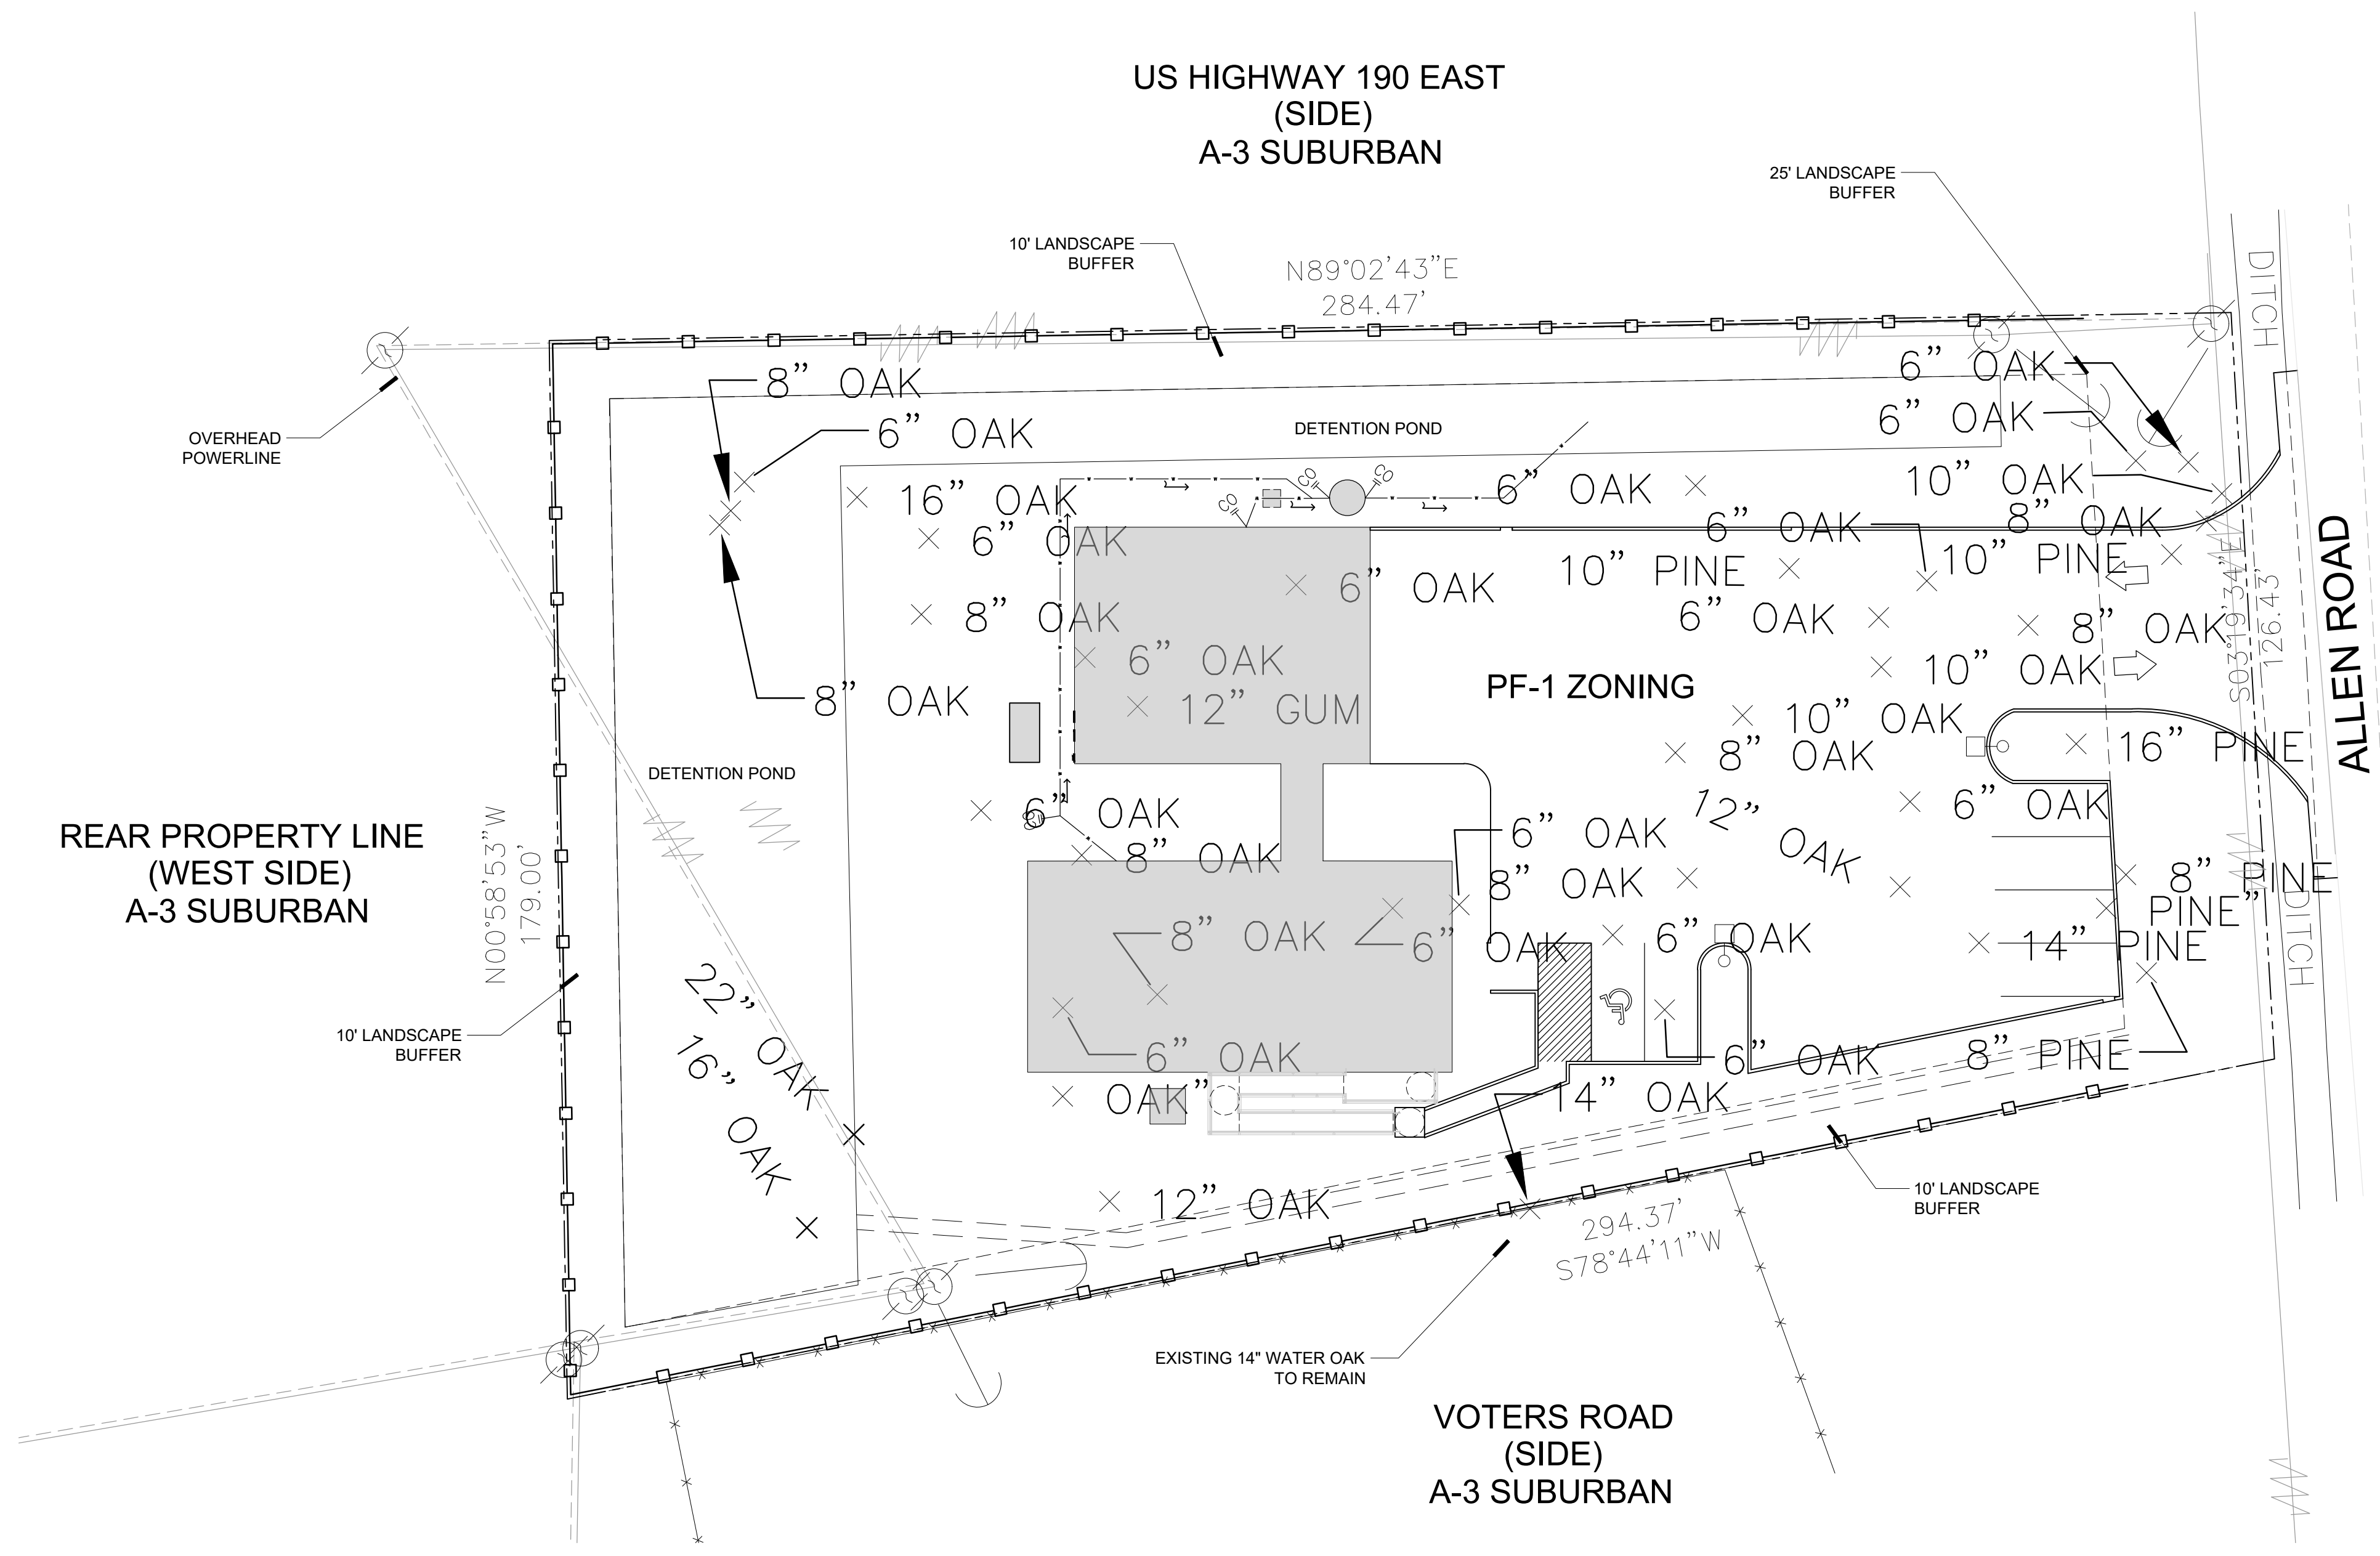 US HIGHWAY 190 EAST
(SIDE)
A-3 SUBURBAN
25' LANDSCAPE
BUFFER
10' LANDSCAPE
BUFFER
N89°02'43"E
284.47'
DITCH
6" OAK
8" OAK
6" OAK
6" OAK
OVERHEAD
POWERLINE
DETENTION POND
10" OAK
16" OAK
6" OAK
8" OAK
6" OAK
6" OAK
10" PINE
10" PINE
6" OAK
8" OAK
6" OAK
8" OAK
S03°19'34"E
126.43'
ALLEN ROAD
6" OAK
10" OAK
PF-1 ZONING
8" OAK
12" GUM
10" OAK
16" PINE
8" OAK
DETENTION POND
6" OAK
6" OAK
12" OAK
6" OAK
8" OAK
REAR PROPERTY LINE
(WEST SIDE)
A-3 SUBURBAN
N00°58'53"W
179.00'
8" OAK
8" PINE
PINE"
8" OAK
6" OAK
6" OAK
14" PINE
DITCH
22" OAK
16" OAK
10' LANDSCAPE
BUFFER
6" OAK
6" OAK
8" PINE
OAK"
14" OAK
12" OAK
10' LANDSCAPE
BUFFER
294.37'
S78°44'11"W
EXISTING 14" WATER OAK
TO REMAIN
VOTERS ROAD
(SIDE)
A-3 SUBURBAN